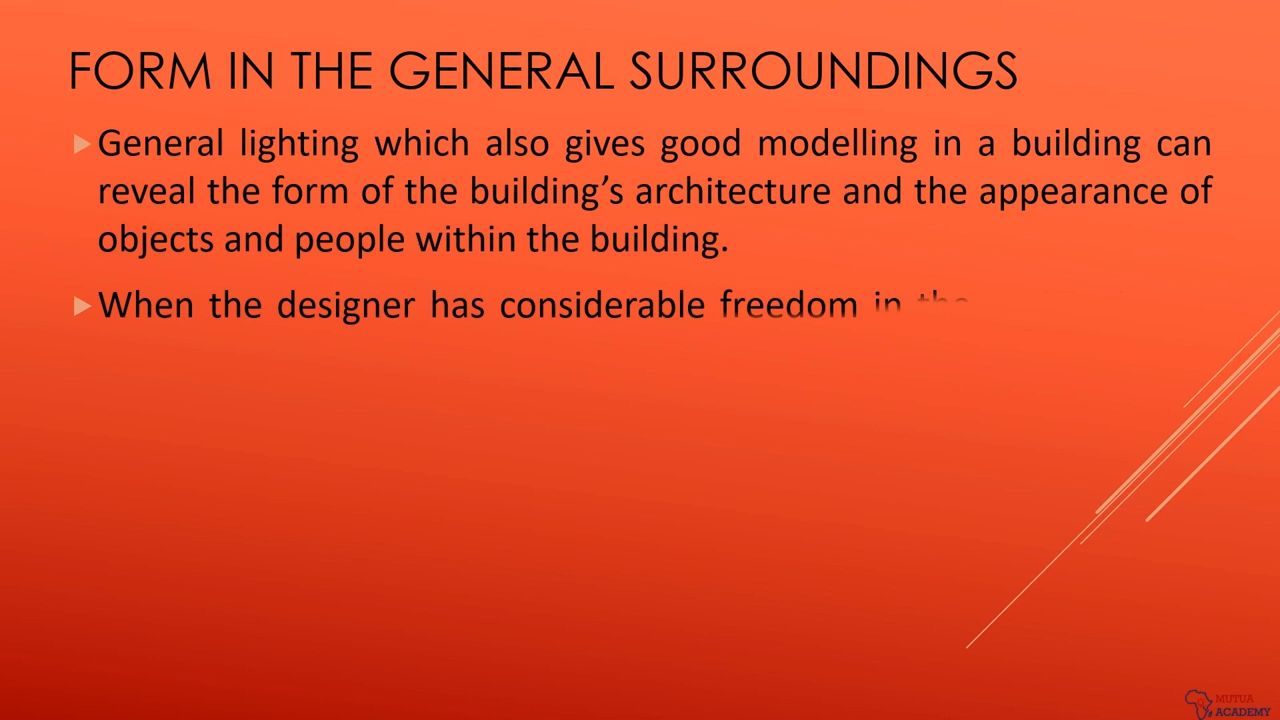 FORM IN THE GENERAL SURROUNDINGS
General lighting which also gives good modelling in a building can
reveal the form of the building’s architecture and the appearance of
objects and people within the building.
When the designer has considerable freedom in the
MUTUA
ACADEMY